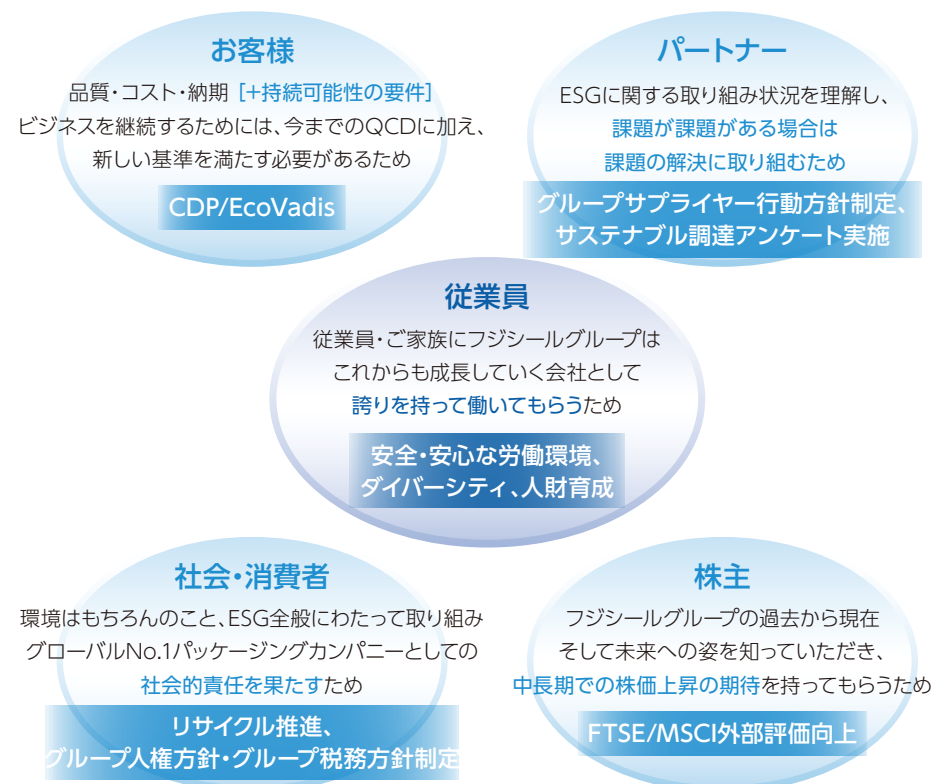 お客様
品質・コスト・納期 [+持続可能性の要件]
ビジネスを継続するためには、今までのQCDに加え、
新しい基準を満たす必要があるため
CDP/EcoVadis
パートナー
ESGに関する取り組み状況を理解し、
課題が課題がある場合は
課題の解決に取り組むため
グループサプライヤー行動方針制定、
サステナブル調達アンケート実施
従業員
従業員・ご家族にフジシールグループは
これからも成長していく会社として
誇りを持って働いてもらうため
安全・安心な労働環境、
ダイバーシティ、人財育成
社会・消費者
環境はもちろんのこと、ESG全般にわたって取り組み
グローバルNo.1パッケージングカンパニーとしての
社会的責任を果たすため
リサイクル推進、
グループ人権方針・グループ税務方針制定
株主
フジシールグループの過去から現在
そして未来への姿を知っていただき、
中長期での株価上昇の期待を持ってもらうため
FTSE/MSCI外部評価向上